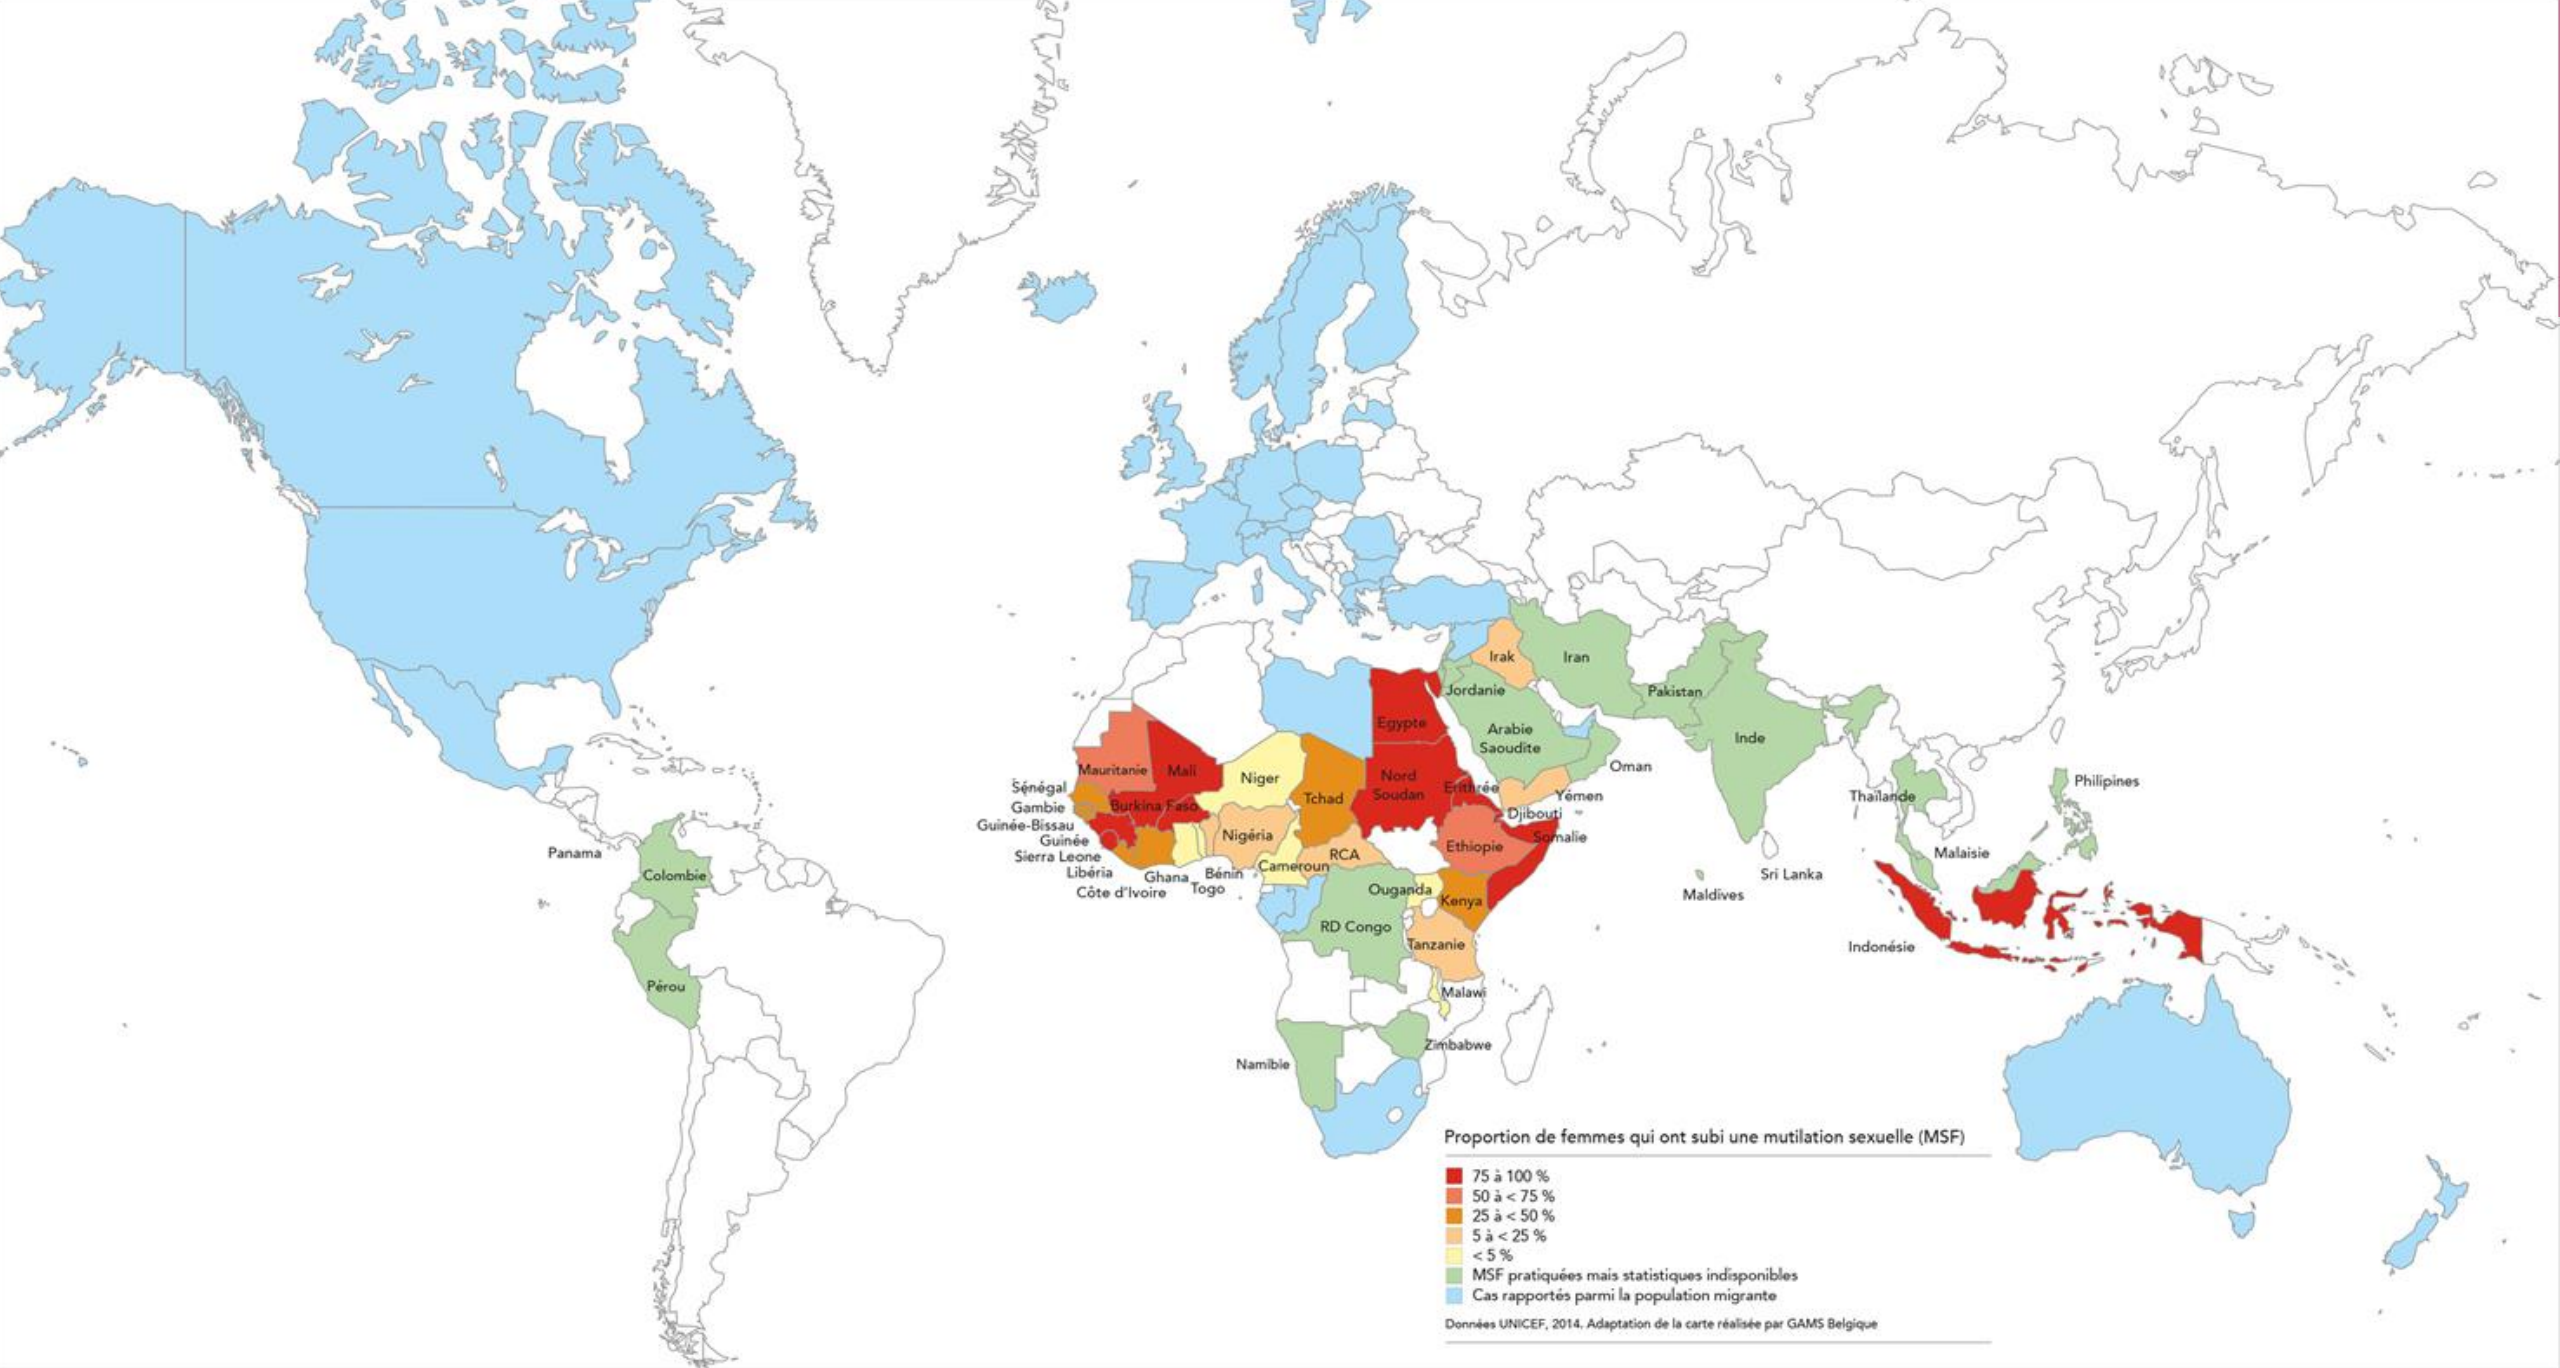 Irak
Iran
Jordanie
Pakistan
Egypte
Arabie
Saoudite
Inde
Oman
Mauritanie
Mali
Niger
Nord
Soudan
Erithrée
Yémen
Philipines
Sénégal
Gambie
Burkina Faso
Tchad
Thaïlande
Djibouti
Guinée-Bissau
Guinée
Nigéria
Somalie
Sierra Leone
RCA
Ethiopie
Panama
Malaisie
Libéria
Ghana
Bénin
Cameroun
Sri Lanka
Colombie
Côte d'Ivoire
Togo
Ouganda
Kenya
Maldives
RD Congo
Tanzanie
Indonésie
Pérou
Malawi
Zimbabwe
Namibie
Proportion de femmes qui ont subi une mutilation sexuelle (MSF)
75 à 100 %
50 à < 75 %
25 à < 50 %
5 à < 25 %
< 5 %
MSF pratiquées mais statistiques indisponibles
Cas rapportés parmi la population migrante
Données UNICEF, 2014. Adaptation de la carte réalisée par GAMS Belgique